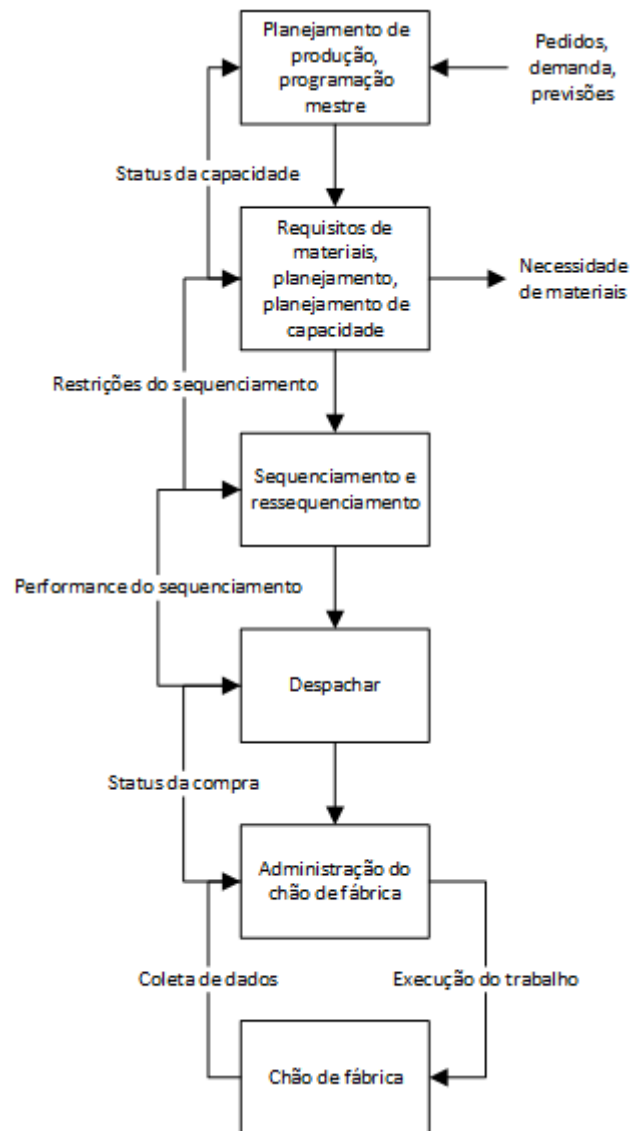 Planejamento de
produção,
programação
mestre
Pedidos,
demanda,
previsões
Status da capacidade
Requisitos de
materiais,
planejamento,
planejamento de
capacidade
Necessidade
de materiais
Restrições do sequenciamento
Sequenciamento e
ressequenciamento
Performance do sequenciamento
Despachar
Status da compra
Administração do
chão de fábrica
Coleta de dados
Execução do trabalho
Chão de fábrica